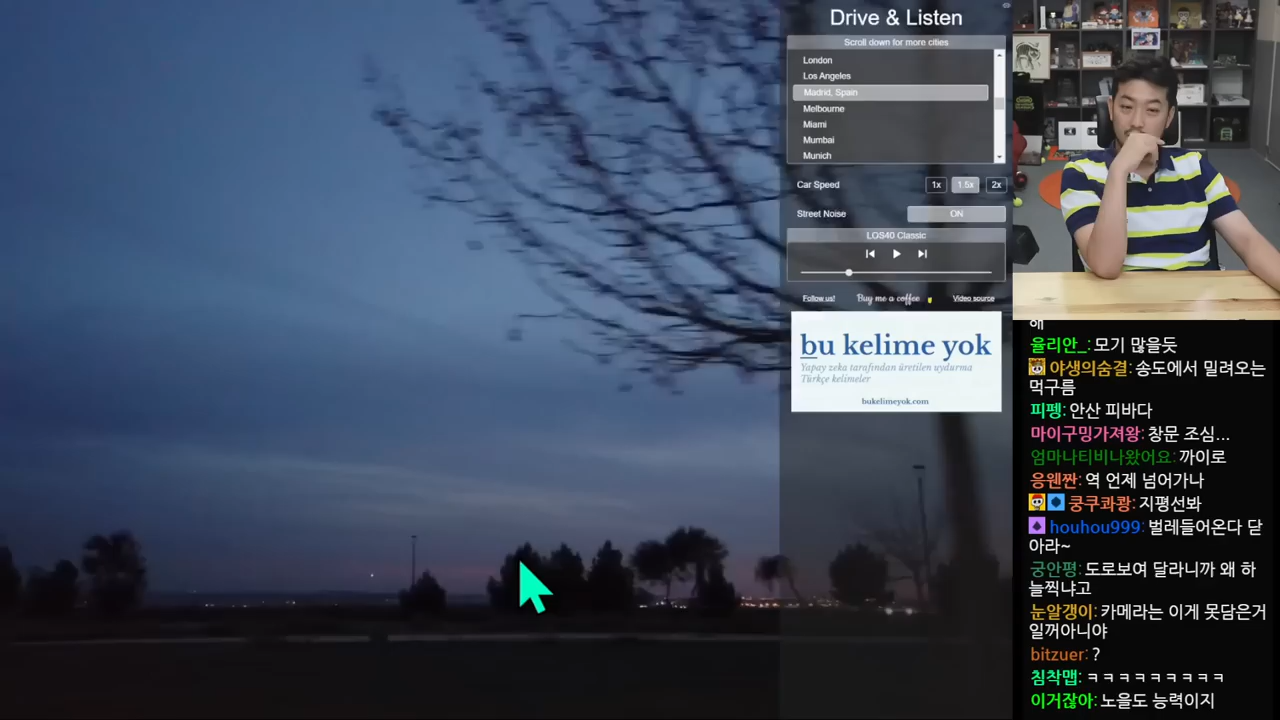 Drive & Listen
Scroll down for more cities
London
Los Angeles
Madrid, Spain
Melbourne
Miami
Mumbai
Munich
Car Speed 1x 1.5x 2x
Street Noise ON
LOS40 Classic
Follow us! Buy me a coffee Video source
bu kelime yok
Yapay zeka tarafından üretilen uydurma
Türkçe kelimeler
bukelimeyok.com
해
율리안_: 모기 많을듯
야생의숨결: 송도에서 밀려오는
먹구름
피펭: 안산 피바다
마이구밍가져왕: 창문 조심...
엄마나티비나왔어요: 까이로
응웬짠: 역 언제 넘어가나
쿵쿠콰쾅: 지평선봐
houhou999: 벌레들어온다 닫
아라~
궁안평: 도로보여 달라니까 왜 하
늘찍냐고
눈알갱이: 카메라는 이게 못담은거
일꺼아니야
bitzuer: ?
침착맵: ㅋㅋㅋㅋㅋㅋㅋㅋㅋ
이거잖아: 노을도 능력이지